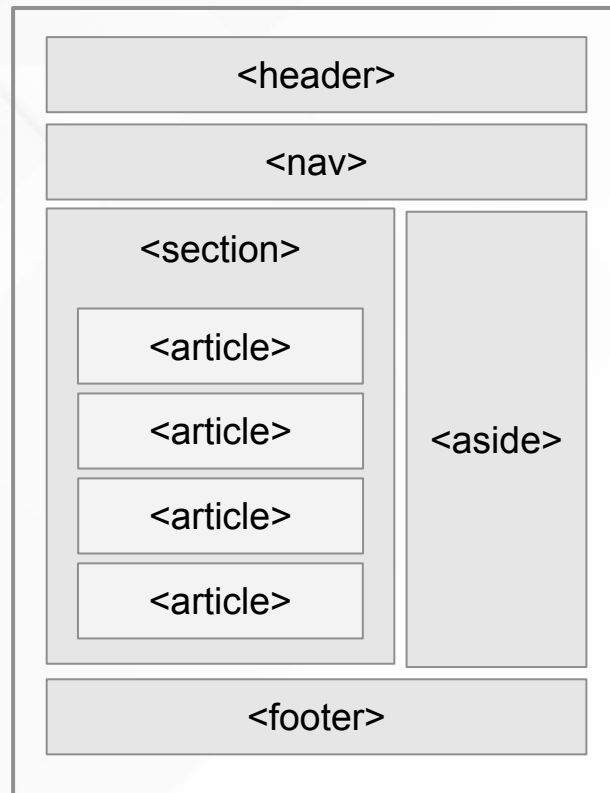 <header>
<nav>
<section>
<article>
<article>
<article>
<article>
<aside>
<footer>